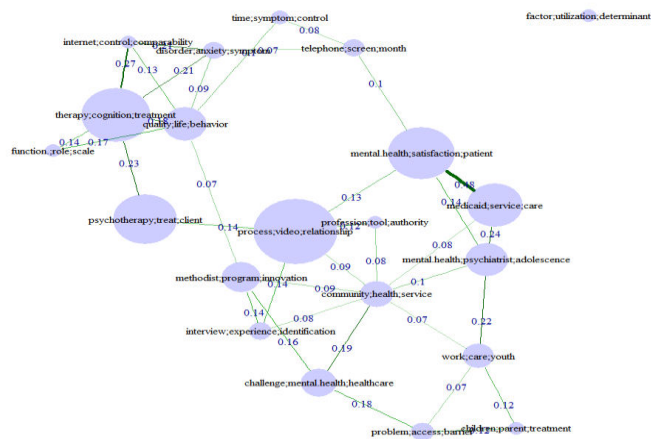 time;symptom;control
factor;utilization;determinant
0.08
internet;control;comparability
disorder;anxiety;symptom
telephone;screen;month
0.07
0.27
0.13
0.21
0.09
0.1
therapy;cognition;treatment
quality;life;behavior
0.14
0.17
function.;role;scale
mental.health;satisfaction;patient
0.23
0.07
0.48
0.13
0.14
medicaid;service;care
psychotherapy;treat;client
0.14
0.12
profession;tool;authority
process;video;relationship
0.24
0.08
mental.health;psychiatrist;adolescence
0.08
0.09
methodist;program;innovation
0.14
0.09
0.1
community;health;service
0.14
0.08
0.07
0.22
interview;experience;identification
0.16
0.19
work;care;youth
challenge;mental.health;healthcare
0.07
0.18
0.12
problem;access;barrier
0.12
children;parent;treatment